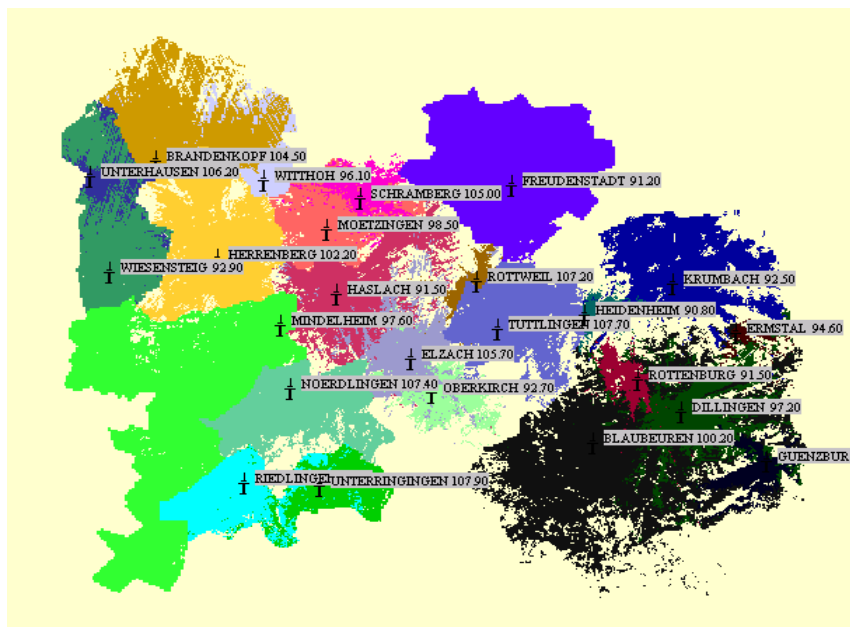 BRANDENKOPF 104.50
UNTERHAUSEN 106.20
WITTHOH 96.10
FREUDENSTADT 91.20
SCHRAMBERG 105.00
MOETZINGEN 98.50
HERRENBERG 102.20
WIESENSTEIG 92.90
ROTTWEIL 107.20
KRUMBACH 92.50
HASLACH 91.50
HEIDENHEIM 90.80
MINDELHEIM 97.60
TUTTLINGEN 107.70
ERMSTAL 94.60
ELZACH 105.70
ROTTENBURG 91.50
NOERDLINGEN 107.40
OBERKIRCH 92.70
DILLINGEN 97.20
BLAUBEUREN 100.20
GUENZBUR
RIEDLINGE
UNTERRINGINGEN 107.90